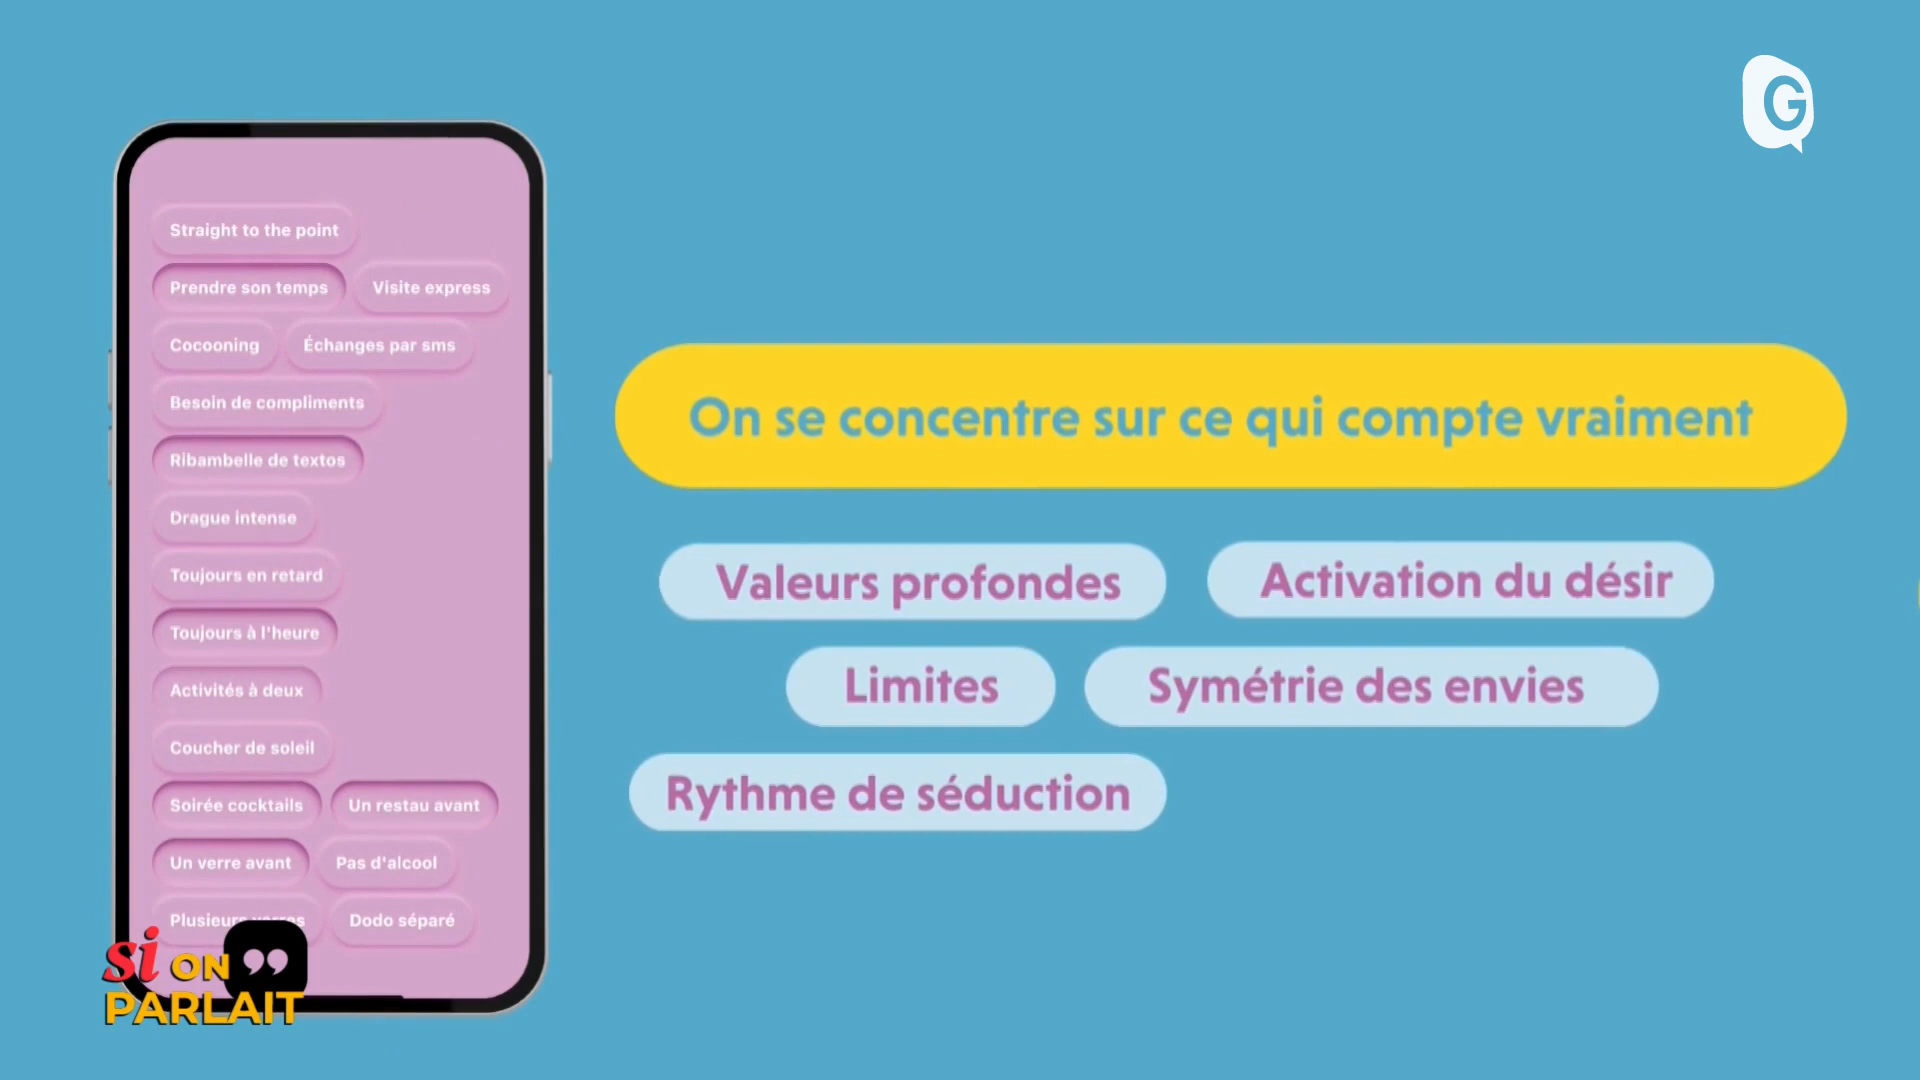 G
Straight to the point
Prendre son temps
Visite express
Cocooning
Échanges par sms
Besoin de compliments
Ribambelle de textos
Drague intense
Toujours en retard
Toujours à l'heure
Activités à deux
Coucher de soleil
Soirée cocktails
Un restau avant
Un verre avant
Pas d'alcool
Plusieurs verres
Dodo séparé
On se concentre sur ce qui compte vraiment
Valeurs profondes
Activation du désir
Limites
Symétrie des envies
Rythme de séduction
si ON
PARLAIT